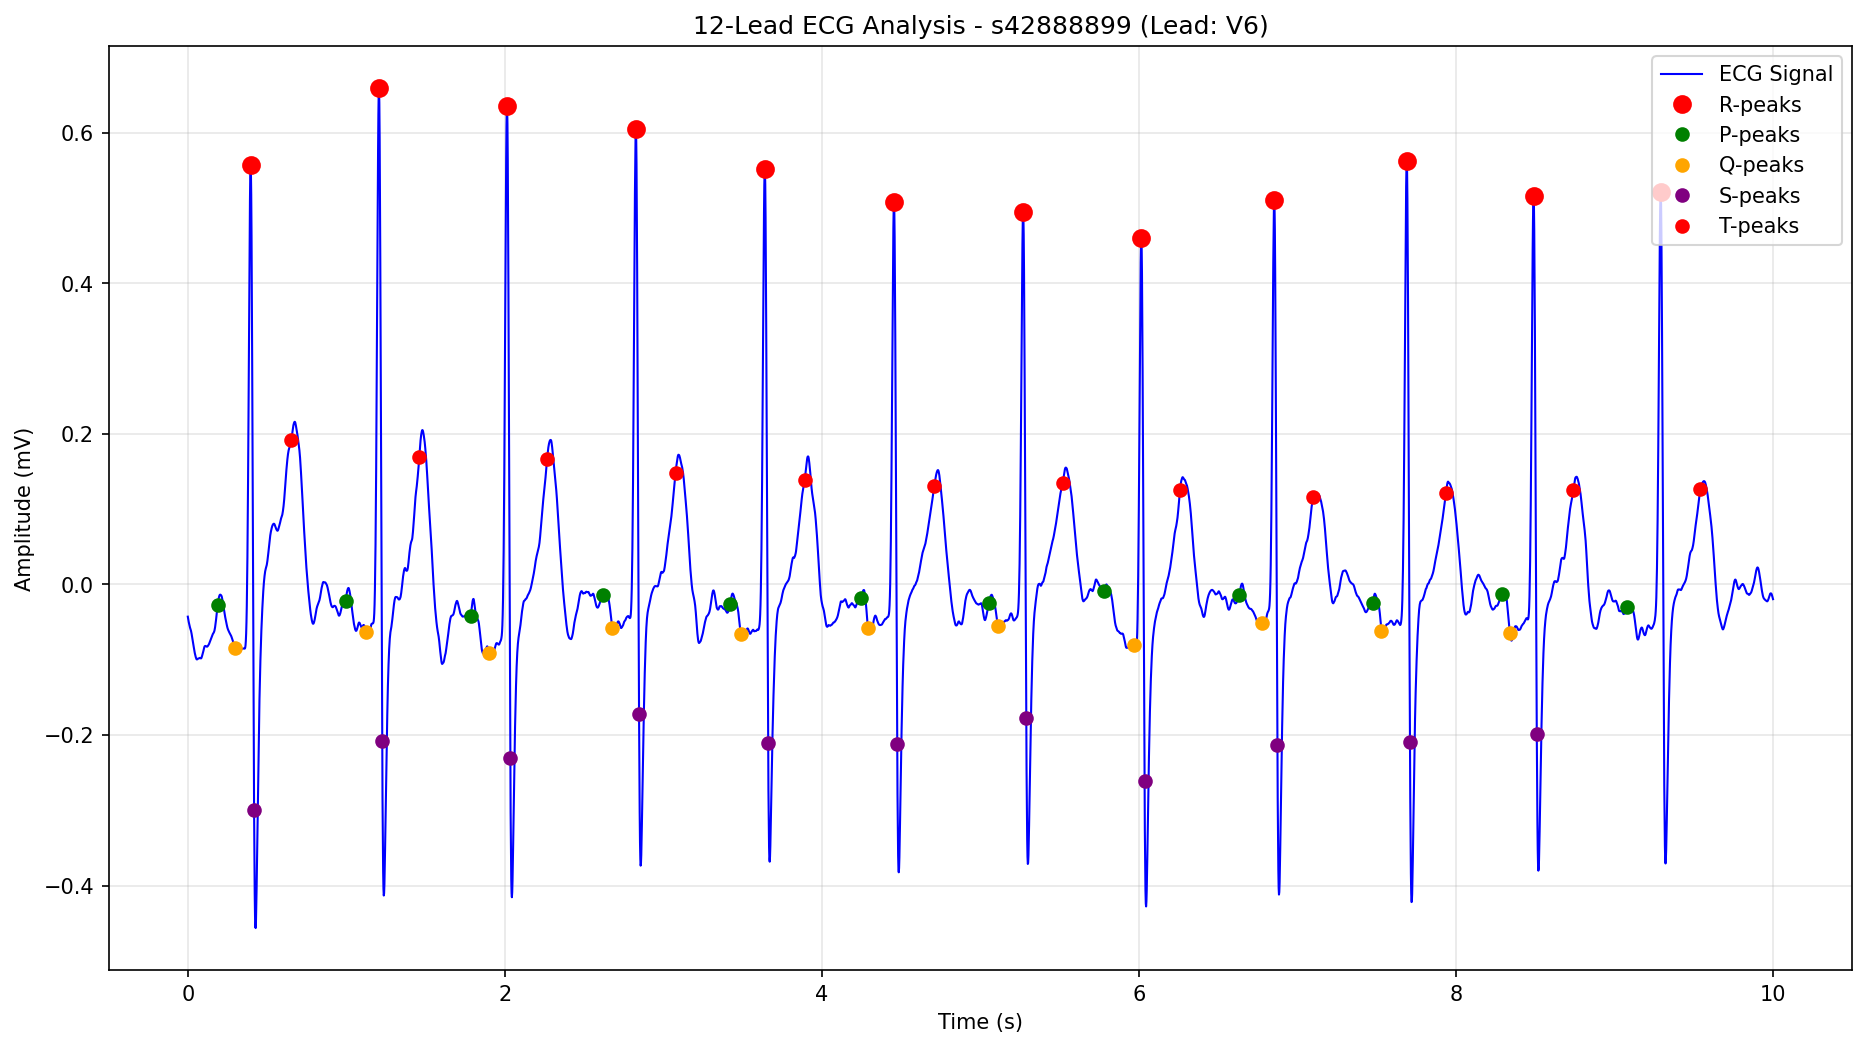 12-Lead ECG Analysis - s42888899 (Lead: V6)
ECG Signal
R-peaks
P-peaks
Q-peaks
S-peaks
T-peaks
Amplitude (mV)
0.6
0.4
0.2
0.0
−0.2
−0.4
0 2 4 6 8 10
Time (s)